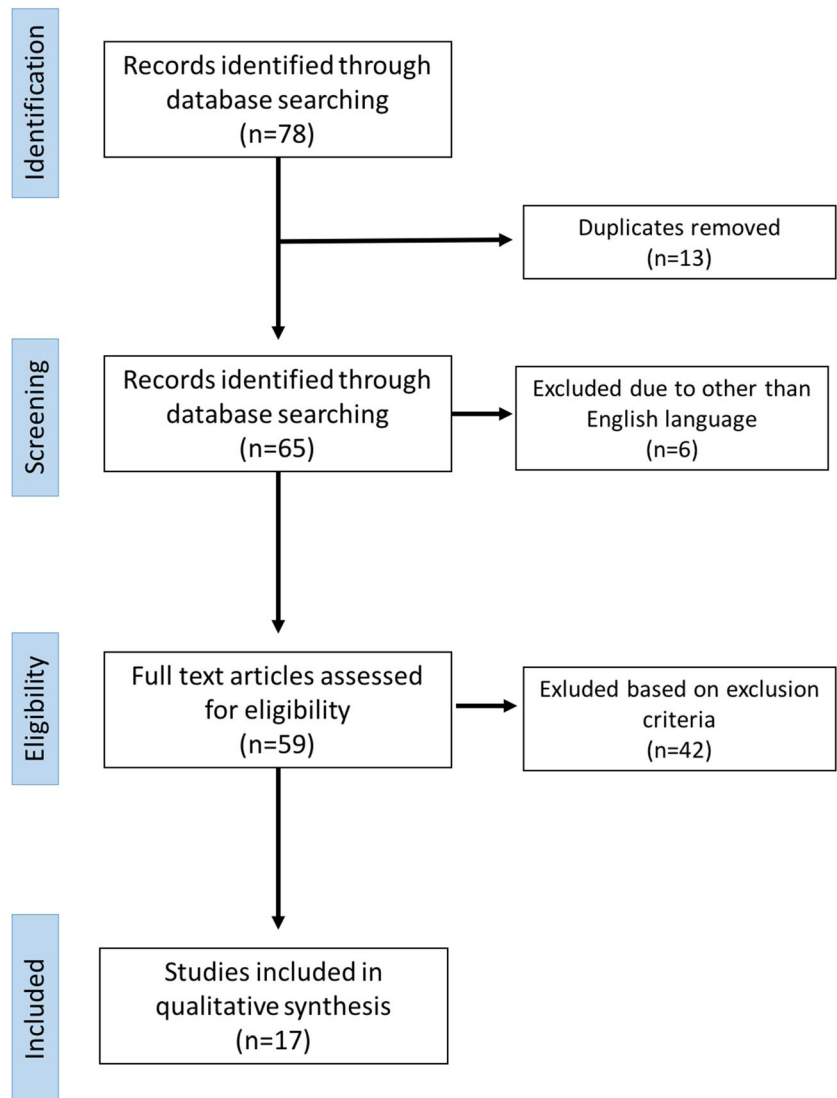 Identification
Records identified through
database searching
(n=78)
Duplicates removed
(n=13)
Screening
Records identified through
database searching
(n=65)
Excluded due to other than
English language
(n=6)
Eligibility
Full text articles assessed
for eligibility
(n=59)
Exluded based on exclusion
criteria
(n=42)
Included
Studies included in
qualitative synthesis
(n=17)